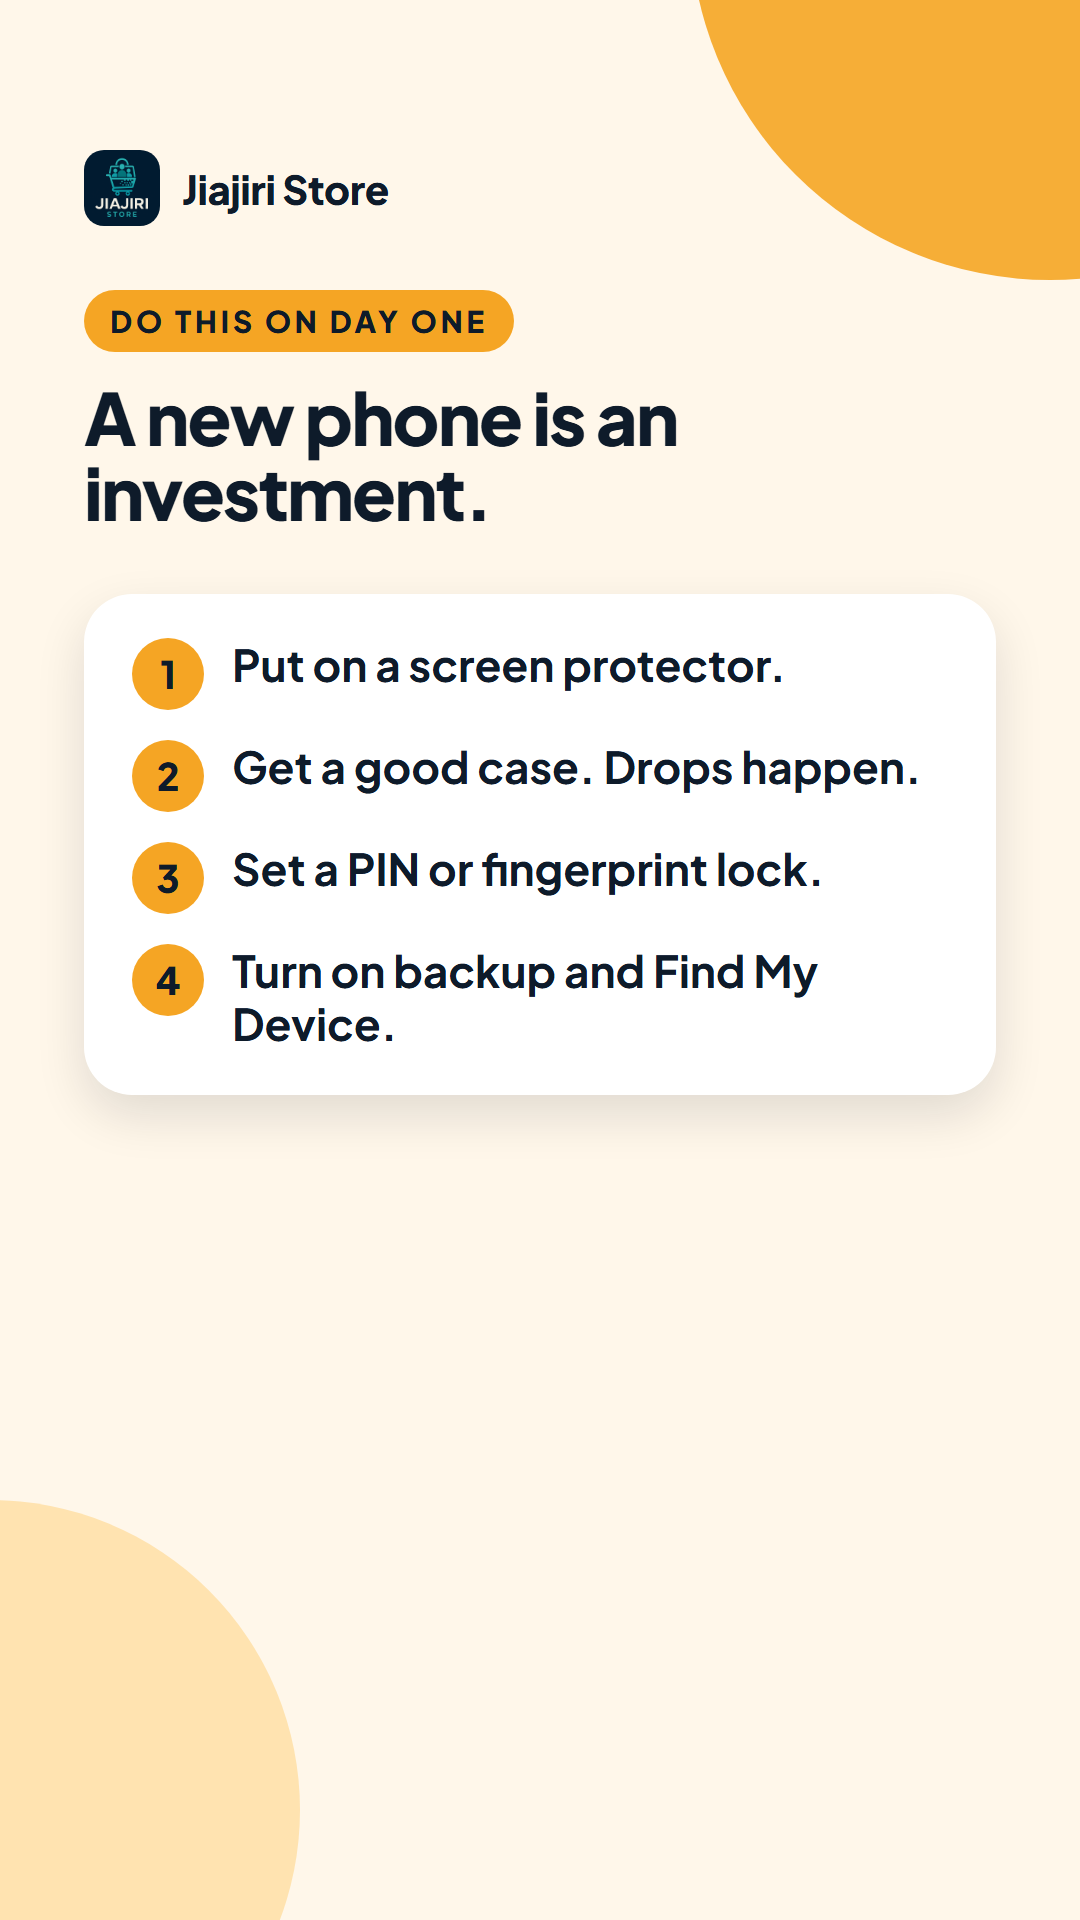 JIAJIRI
STORE
Jiajiri Store
DO THIS ON DAY ONE
A new phone is an
investment.
1 Put on a screen protector.
2 Get a good case. Drops happen.
3 Set a PIN or fingerprint lock.
4 Turn on backup and Find My
Device.